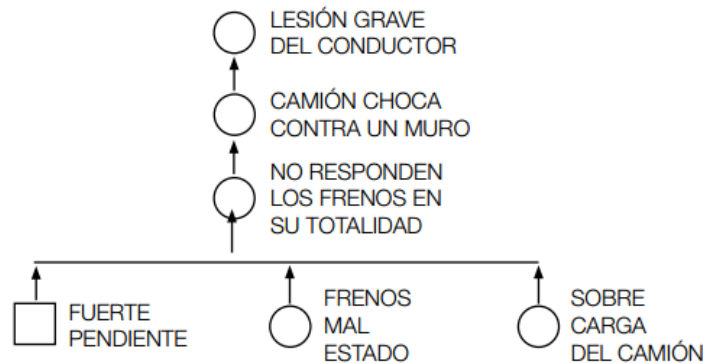 LESIÓN GRAVE
DEL CONDUCTOR
CAMIÓN CHOCA
CONTRA UN MURO
NO RESPONDEN
LOS FRENOS EN
SU TOTALIDAD
FUERTE
PENDIENTE
FRENOS
MAL
ESTADO
SOBRE
CARGA
DEL CAMIÓN